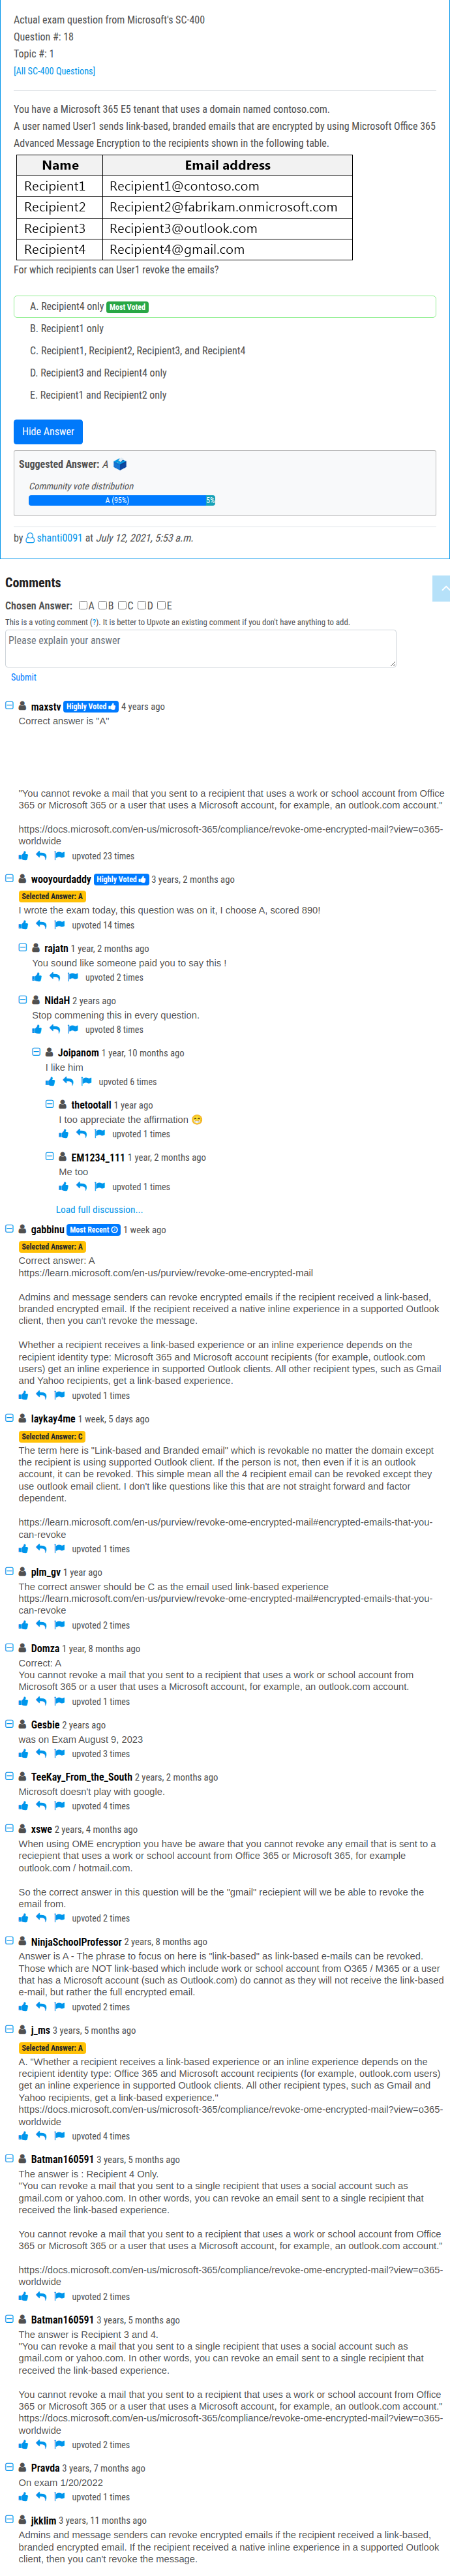 Actual exam question from Microsoft's SC-400
Question #: 18
Topic #: 1
[All SC-400 Questions]
You have a Microsoft 365 E5 tenant that uses a domain named contoso.com.
A user named User1 sends link-based, branded emails that are encrypted by using Microsoft Office 365
Advanced Message Encryption to the recipients shown in the following table.
Name Email address
Recipient1 Recipient1@contoso.com
Recipient2 Recipient2@fabrikam.onmicrosoft.com
Recipient3 Recipient3@outlook.com
Recipient4 Recipient4@gmail.com
For which recipients can User1 revoke the emails?
A. Recipient4 only Most Voted
B. Recipient1 only
C. Recipient1, Recipient2, Recipient3, and Recipient4
D. Recipient3 and Recipient4 only
E. Recipient1 and Recipient2 only
Hide Answer
Suggested Answer: A
Community vote distribution
A (95%) 5%
by shanti0091 at July 12, 2021, 5:53 a.m.
Comments
Chosen Answer: A B C D E
This is a voting comment (?). It is better to Upvote an existing comment if you don't have anything to add.
Please explain your answer
Submit
maxstv Highly Voted 4 years ago
Correct answer is "A"
"You cannot revoke a mail that you sent to a recipient that uses a work or school account from Office
365 or Microsoft 365 or a user that uses a Microsoft account, for example, an outlook.com account."
https://docs.microsoft.com/en-us/microsoft-365/compliance/revoke-ome-encrypted-mail?view=o365-
worldwide
upvoted 23 times
wooyourdaddy Highly Voted 3 years, 2 months ago
Selected Answer: A
I wrote the exam today, this question was on it, I choose A, scored 890!
upvoted 14 times
rajatn 1 year, 2 months ago
You sound like someone paid you to say this !
upvoted 2 times
NidaH 2 years ago
Stop commening this in every question.
upvoted 8 times
Joipanom 1 year, 10 months ago
I like him
upvoted 6 times
thetootall 1 year ago
I too appreciate the affirmation 😁
upvoted 1 times
EM1234_111 1 year, 2 months ago
Me too
upvoted 1 times
Load full discussion...
gabbinu Most Recent 1 week ago
Selected Answer: A
Correct answer: A
https://learn.microsoft.com/en-us/purview/revoke-ome-encrypted-mail
Admins and message senders can revoke encrypted emails if the recipient received a link-based,
branded encrypted email. If the recipient received a native inline experience in a supported Outlook
client, then you can't revoke the message.
Whether a recipient receives a link-based experience or an inline experience depends on the
recipient identity type: Microsoft 365 and Microsoft account recipients (for example, outlook.com
users) get an inline experience in supported Outlook clients. All other recipient types, such as Gmail
and Yahoo recipients, get a link-based experience.
upvoted 1 times
laykay4me 1 week, 5 days ago
Selected Answer: C
The term here is "Link-based and Branded email" which is revokable no matter the domain except
the recipient is using supported Outlook client. If the person is not, then even if it is an outlook
account, it can be revoked. This simple mean all the 4 recipient email can be revoked except they
use outlook email client. I don't like questions like this that are not straight forward and factor
dependent.
https://learn.microsoft.com/en-us/purview/revoke-ome-encrypted-mail#encrypted-emails-that-you-
can-revoke
upvoted 1 times
plm_gv 1 year ago
The correct answer should be C as the email used link-based experience
https://learn.microsoft.com/en-us/purview/revoke-ome-encrypted-mail#encrypted-emails-that-you-
can-revoke
upvoted 2 times
Domza 1 year, 8 months ago
Correct: A
You cannot revoke a mail that you sent to a recipient that uses a work or school account from
Microsoft 365 or a user that uses a Microsoft account, for example, an outlook.com account.
upvoted 1 times
Gesbie 2 years ago
was on Exam August 9, 2023
upvoted 3 times
TeeKay_From_the_South 2 years, 2 months ago
Microsoft doesn't play with google.
upvoted 4 times
xswe 2 years, 4 months ago
When using OME encryption you have be aware that you cannot revoke any email that is sent to a
reciepient that uses a work or school account from Office 365 or Microsoft 365, for example
outlook.com / hotmail.com.
So the correct answer in this question will be the "gmail" reciepient will we be able to revoke the
email from.
upvoted 2 times
NinjaSchoolProfessor 2 years, 8 months ago
Answer is A - The phrase to focus on here is "link-based" as link-based e-mails can be revoked.
Those which are NOT link-based which include work or school account from O365 / M365 or a user
that has a Microsoft account (such as Outlook.com) do cannot as they will not receive the link-based
e-mail, but rather the full encrypted email.
upvoted 2 times
j_ms 3 years, 5 months ago
Selected Answer: A
A. "Whether a recipient receives a link-based experience or an inline experience depends on the
recipient identity type: Office 365 and Microsoft account recipients (for example, outlook.com users)
get an inline experience in supported Outlook clients. All other recipient types, such as Gmail and
Yahoo recipients, get a link-based experience."
https://docs.microsoft.com/en-us/microsoft-365/compliance/revoke-ome-encrypted-mail?view=o365-
worldwide
upvoted 4 times
Batman160591 3 years, 5 months ago
The answer is : Recipient 4 Only.
"You can revoke a mail that you sent to a single recipient that uses a social account such as
gmail.com or yahoo.com. In other words, you can revoke an email sent to a single recipient that
received the link-based experience.
You cannot revoke a mail that you sent to a recipient that uses a work or school account from Office
365 or Microsoft 365 or a user that uses a Microsoft account, for example, an outlook.com account."
https://docs.microsoft.com/en-us/microsoft-365/compliance/revoke-ome-encrypted-mail?view=o365-
worldwide
upvoted 2 times
Batman160591 3 years, 5 months ago
The answer is Recipient 3 and 4.
"You can revoke a mail that you sent to a single recipient that uses a social account such as
gmail.com or yahoo.com. In other words, you can revoke an email sent to a single recipient that
received the link-based experience.
You cannot revoke a mail that you sent to a recipient that uses a work or school account from Office
365 or Microsoft 365 or a user that uses a Microsoft account, for example, an outlook.com account."
https://docs.microsoft.com/en-us/microsoft-365/compliance/revoke-ome-encrypted-mail?view=o365-
worldwide
upvoted 2 times
Pravda 3 years, 7 months ago
On exam 1/20/2022
upvoted 1 times
jkklim 3 years, 11 months ago
Admins and message senders can revoke encrypted emails if the recipient received a link-based,
branded encrypted email. If the recipient received a native inline experience in a supported Outlook
client, then you can't revoke the message.